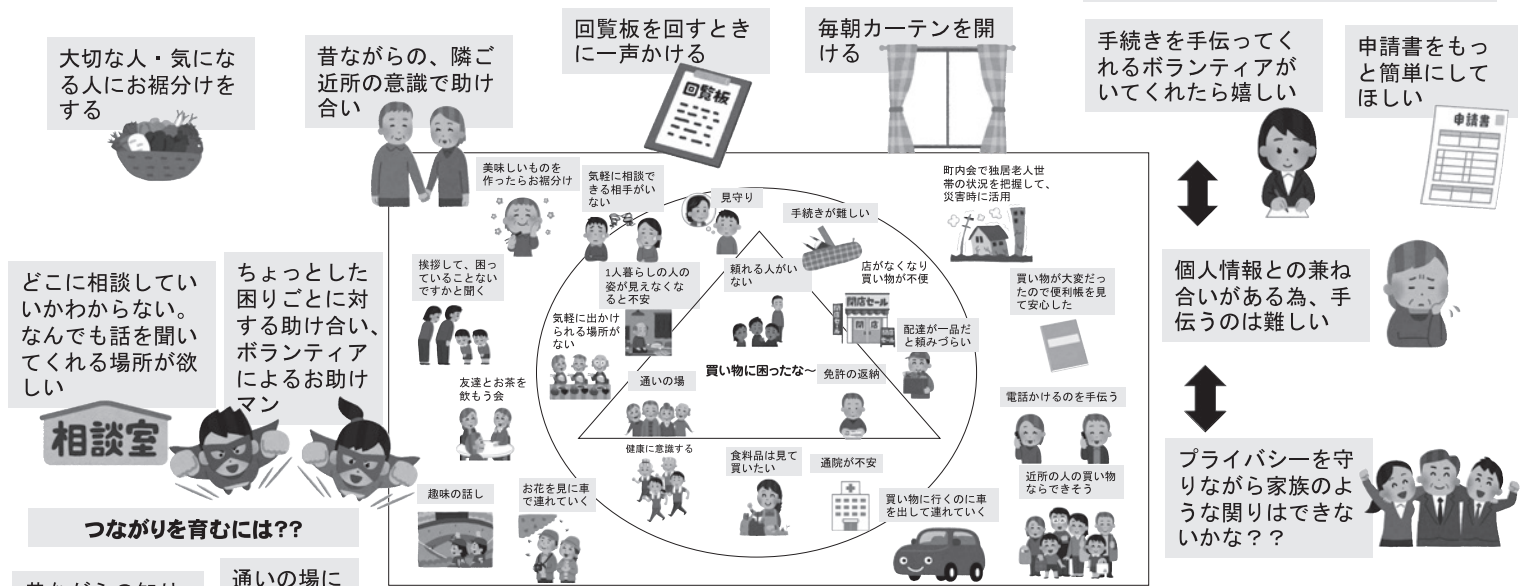 大切な人・気にな
る人にお裾分けを
する
昔ながらの、隣ご
近所の意識で助け
合い
回覧板を回すとき
に一声かける
回覧板
毎朝カーテンを開
ける
手続きを手伝ってく
れるボランティアが
いてくれたら嬉しい
申請書をもっ
と簡単にして
ほしい
申請書
美味しいものを
作ったらお裾分け
気軽に相談で
きる相手がい
ない
見守り
手続きが難しい
町内会で独居老人世
帯の状況を把握して、
災害時に活用
挨拶して、困っ
ていることない
ですかと聞く
1人暮らしの人の
姿が見えなくな
ると不安
頼れる人がい
ない
店がなくなり
買い物が不便
閉店セール
閉店
買い物が大変だっ
たので便利帳を見
て安心した
気軽に出かけ
られる場所が
ない
配達が一品だ
と頼みづらい
買い物に困ったな～
免許の返納
通いの場
友達とお茶を
飲もう会
電話かけるのを手伝う
健康に意識する
食料品は見て
買いたい
通院が不安
近所の人の買い物
ならできそう
趣味の話し
お花を見に車
で連れていく
買い物に行くのに車
を出して連れていく
どこに相談してい
いかわからない。
なんでも話を聞い
てくれる場所が欲
しい
相談室
ちょっとした
困りごとに対
する助け合い、
ボランティア
によるお助け
マン
個人情報との兼ね
合いがある為、手
伝うのは難しい
プライバシーを守
りながら家族のよ
うな関りはできな
いかな？？
つながりを育むには??
通いの場に